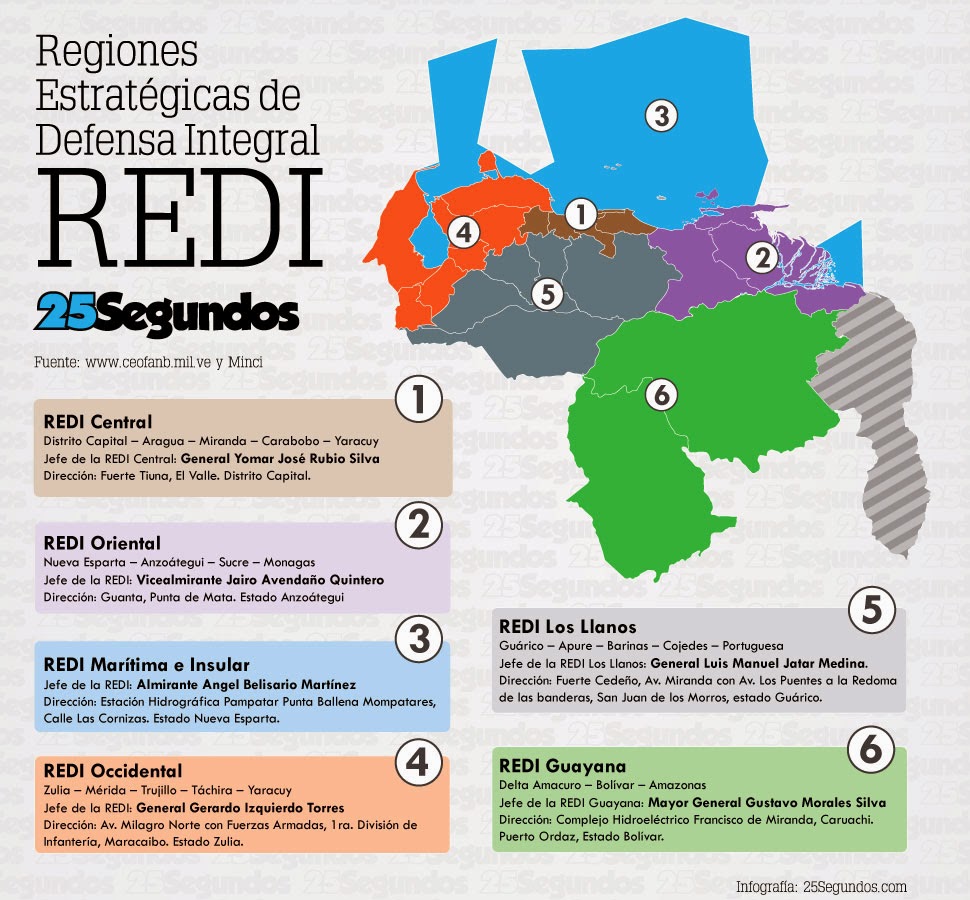 Regiones
Estratégicas de
Defensa Integral
REDI
25Segundos
Fuente: www.ceofanb.mil.ve y Minci
3
1
4
2
5
6
1
REDI Central
Distrito Capital – Aragua – Miranda – Carabobo – Yaracuy
Jefe de la REDI Central: General Yomar José Rubio Silva
Dirección: Fuerte Tiuna, El Valle. Distrito Capital.
2
REDI Oriental
Nueva Esparta – Anzoátegui – Sucre – Monagas
Jefe de la REDI: Vicealmirante Jairo Avendaño Quintero
Dirección: Guanta, Punta de Mata. Estado Anzoátegui
3
REDI Marítima e Insular
Jefe de la REDI: Almirante Angel Belisario Martínez
Dirección: Estación Hidrográfica Pampatar Punta Ballena Mompatares,
Calle Las Cornizas. Estado Nueva Esparta.
4
REDI Occidental
Zulia – Mérida – Trujillo – Táchira – Yaracuy
Jefe de la REDI: General Gerardo Izquierdo Torres
Dirección: Av. Milagro Norte con Fuerzas Armadas, 1ra. División de
Infantería, Maracaibo. Estado Zulia.
5
REDI Los Llanos
Guárico – Apure – Barinas – Cojedes – Portuguesa
Jefe de la REDI Los Llanos: General Luis Manuel Jatar Medina.
Dirección: Fuerte Cedeño, Av. Miranda con Av. Los Puentes a la Redoma
de las banderas, San Juan de los Morros, estado Guárico.
6
REDI Guayana
Delta Amacuro – Bolívar – Amazonas
Jefe de la REDI Guayana: Mayor General Gustavo Morales Silva
Dirección: Complejo Hidroeléctrico Francisco de Miranda, Caruachi.
Puerto Ordaz, Estado Bolívar.
Infografía: 25Segundos.com